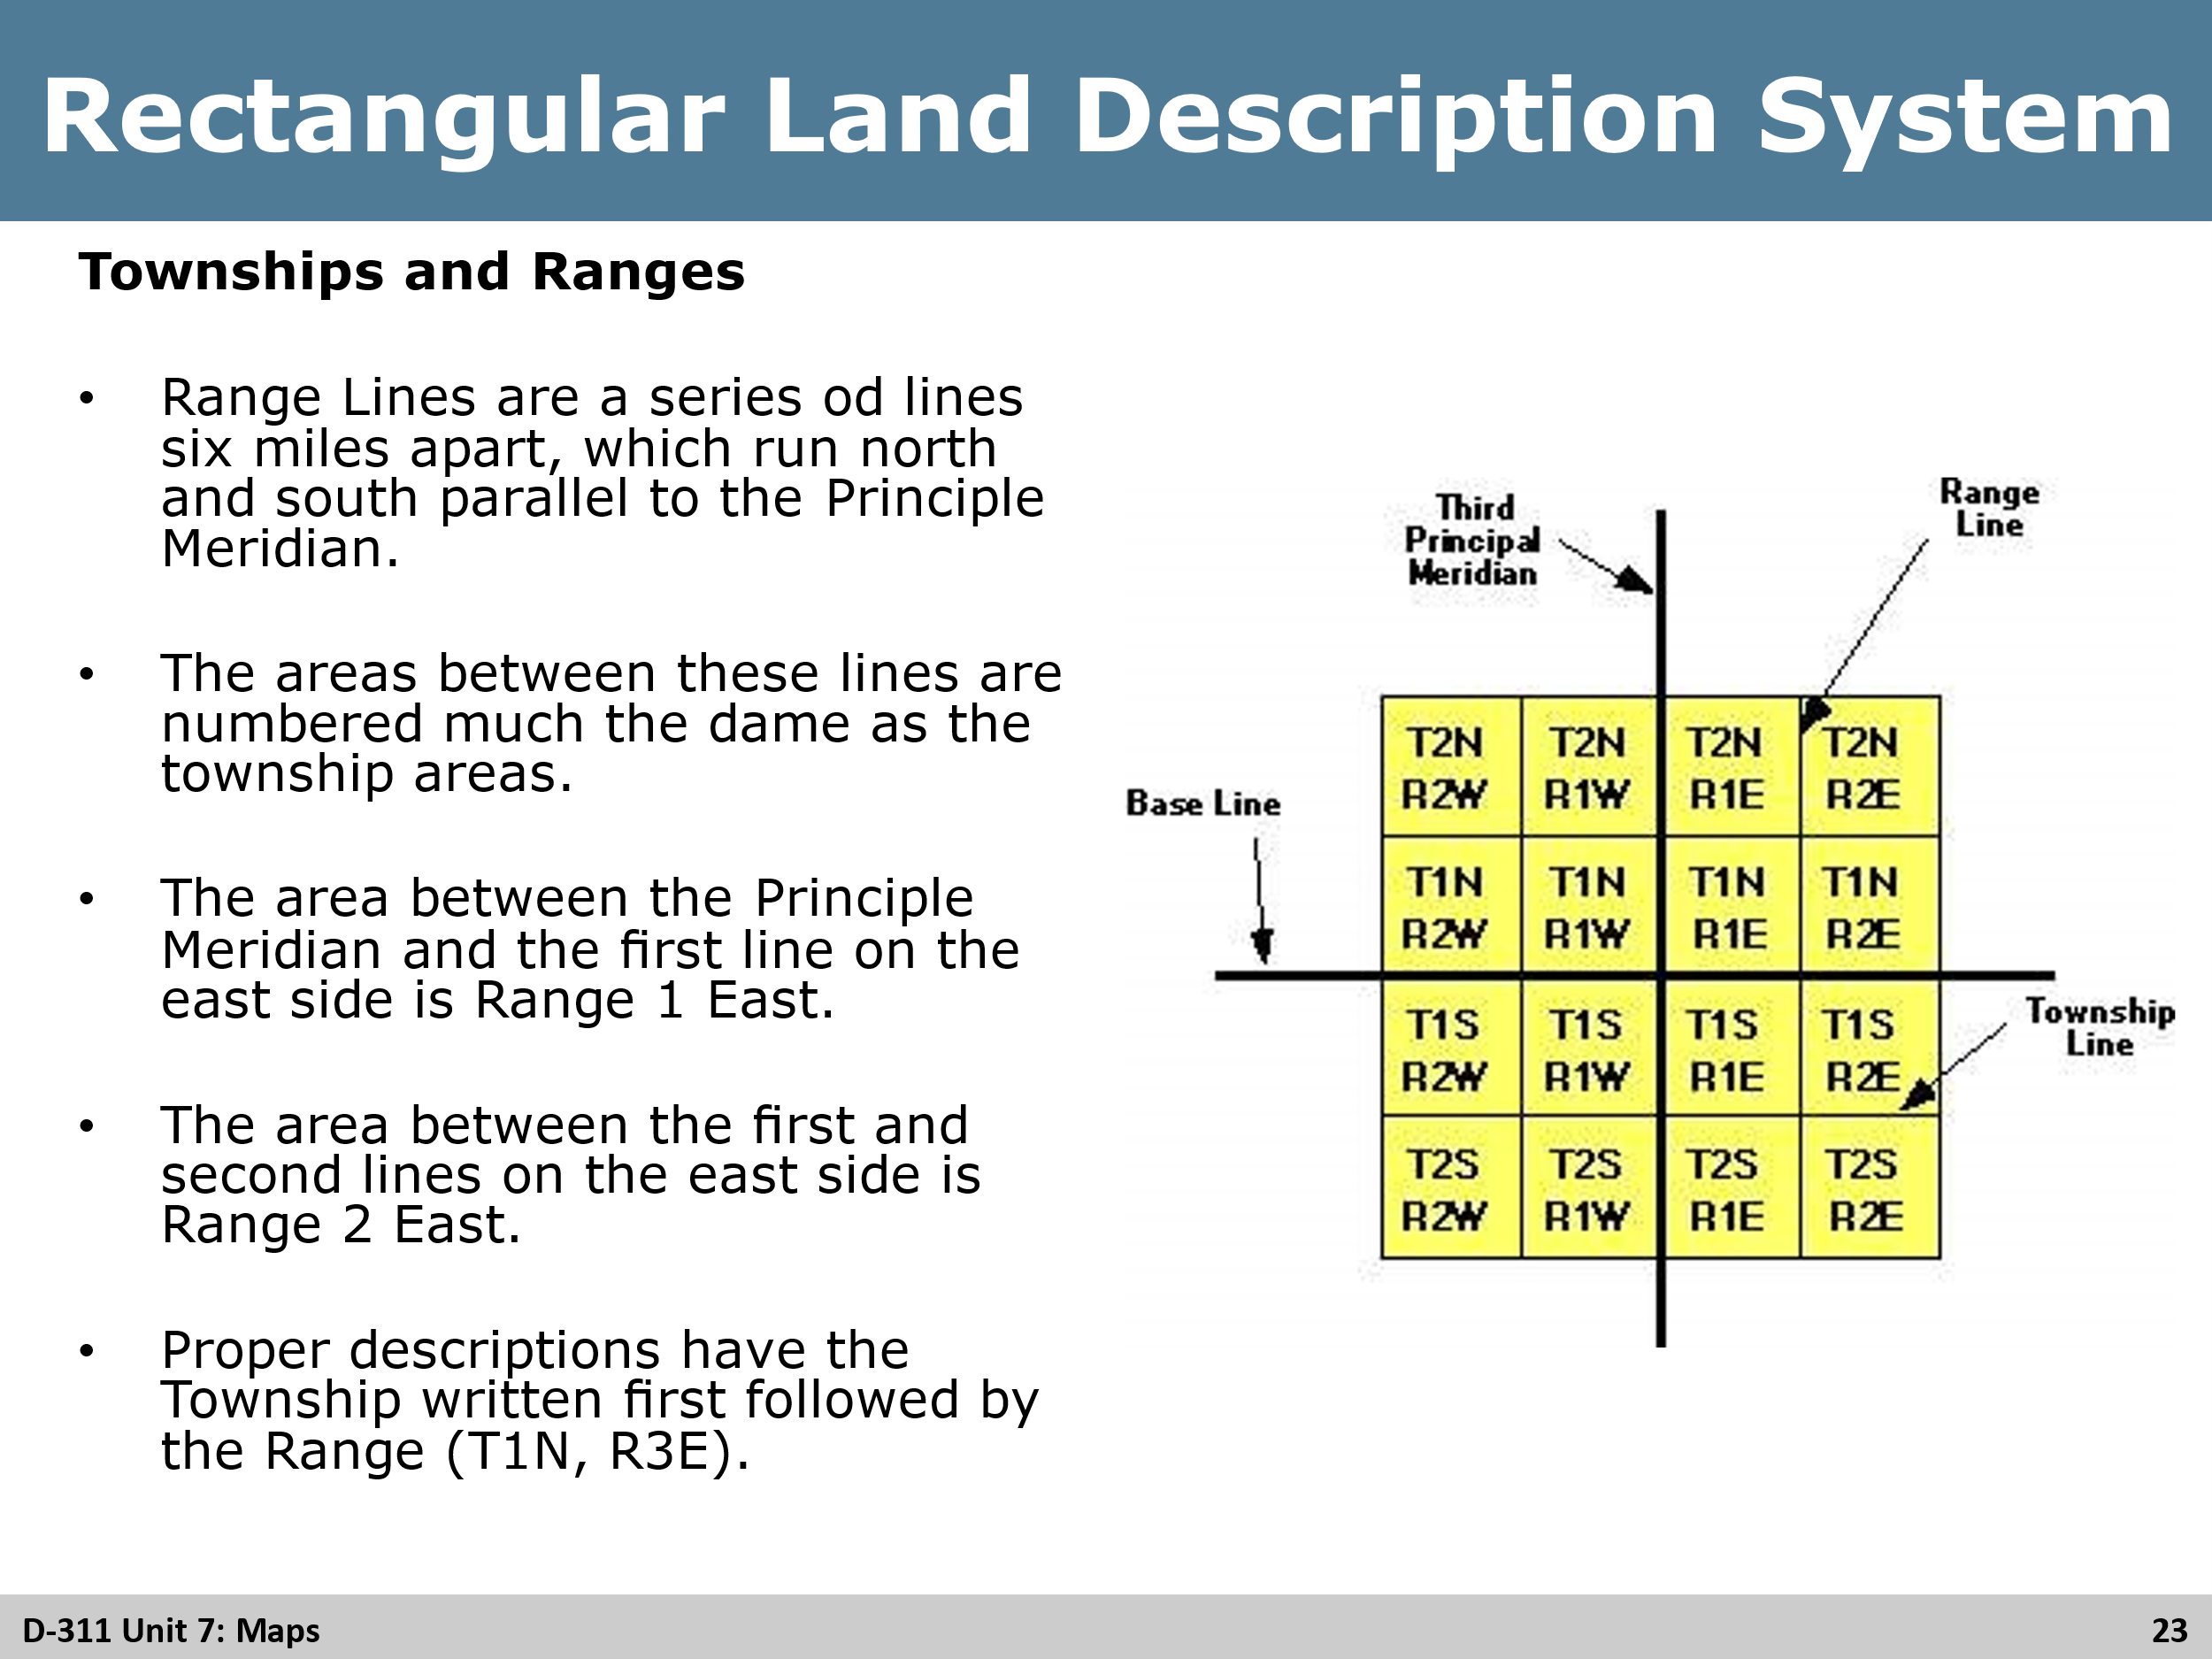 Rectangular Land Description System
Townships and Ranges
• Range Lines are a series od lines
six miles apart, which run north
and south parallel to the Principle
Meridian.
• The areas between these lines are
numbered much the dame as the
township areas.
• The area between the Principle
Meridian and the first line on the
east side is Range 1 East.
• The area between the first and
second lines on the east side is
Range 2 East.
• Proper descriptions have the
Township written first followed by
the Range (T1N, R3E).
Third
Principal
Meridian
Range
Line
Base Line
Township
Line
T2N T2N T2N T2N
R2W R1W R1E R2E
T1N T1N T1N T1N
R2W R1W R1E R2E
T1S T1S T1S T1S
R2W R1W R1E R2E
T2S T2S T2S T2S
R2W R1W R1E R2E
D-311 Unit 7: Maps
23